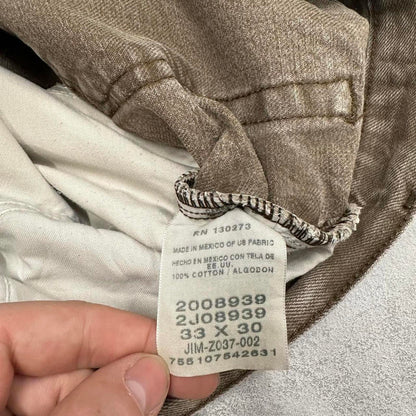 RN 130273
MADE IN MEXICO OF US FABRIC
HECHO EN MEXICO CON TELA DE
EE.UU.
100% COTTON / ALGODON
2008939
2J08939
33 X 30
JIM-Z037-002
755107542631